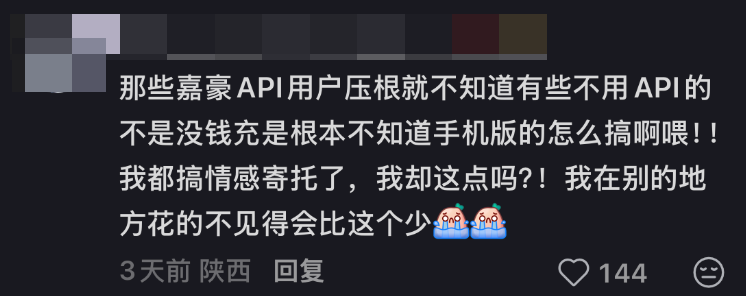 那些嘉豪API用户压根就不知道有些不用API的
不是没钱充是根本不知道手机版的怎么搞啊喂！！
我都搞情感寄托了，我却这点吗？！我在别的地
方花的不见得会比这个少
3天前 陕西 回复 144